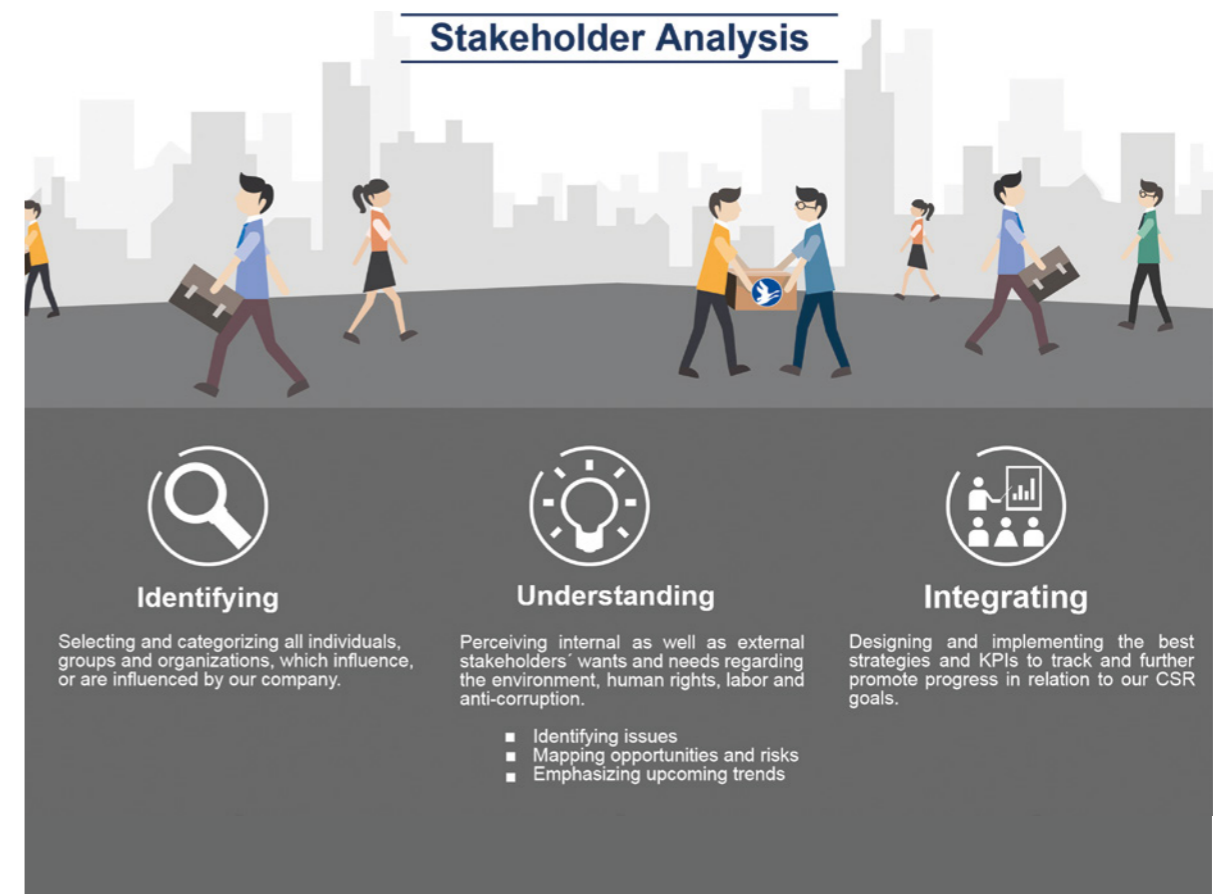 Stakeholder Analysis
Identifying
Selecting and categorizing all individuals,
groups and organizations, which influence,
or are influenced by our company.
Understanding
Perceiving internal as well as external
stakeholders´ wants and needs regarding
the environment, human rights, labor and
anti-corruption.
■ Identifying issues
■ Mapping opportunities and risks
■ Emphasizing upcoming trends
Integrating
Designing and implementing the best
strategies and KPIs to track and further
promote progress in relation to our CSR
goals.